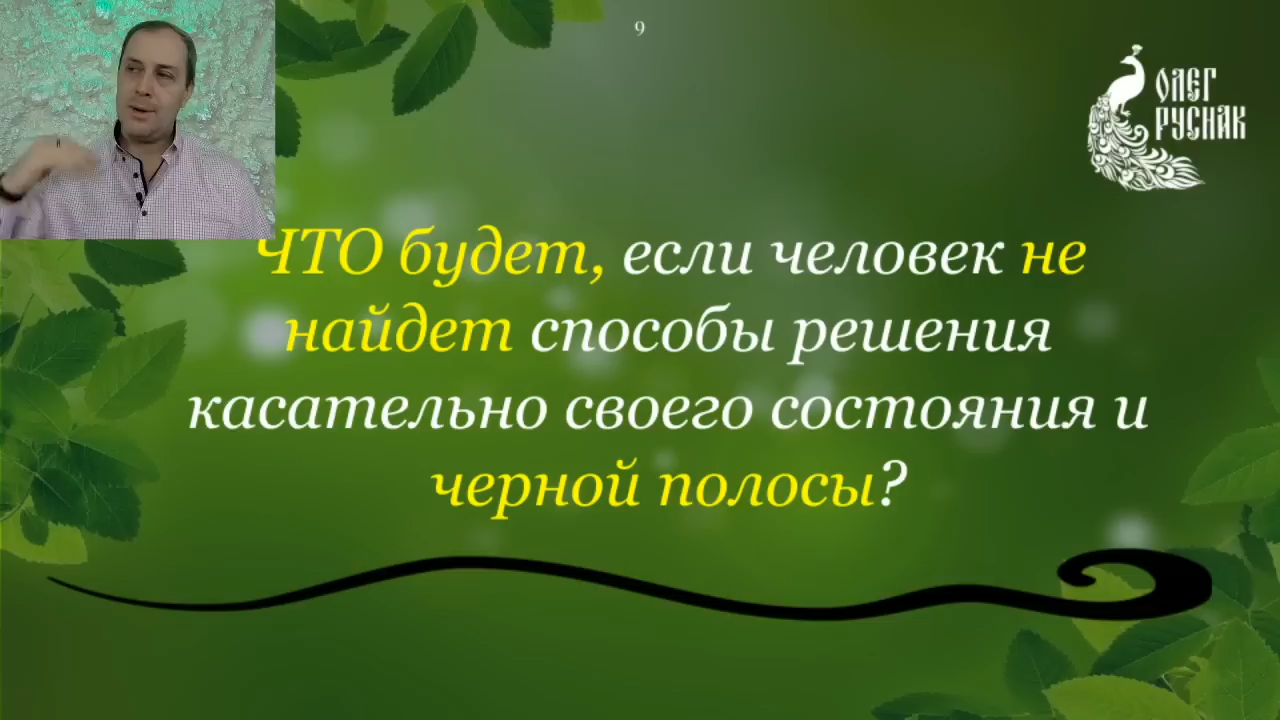 9
ОЛЕГ
РУСНАК
ЧТО будет, если человек не
найдет способы решения
касательно своего состояния и
черной полосы?